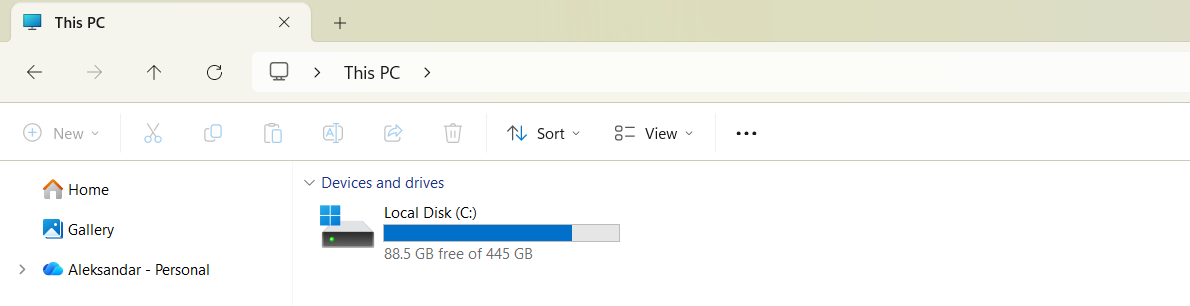 This PC
This PC
New
Sort
View
Home
Gallery
Aleksandar - Personal
Devices and drives
Local Disk (C:)
88.5 GB free of 445 GB